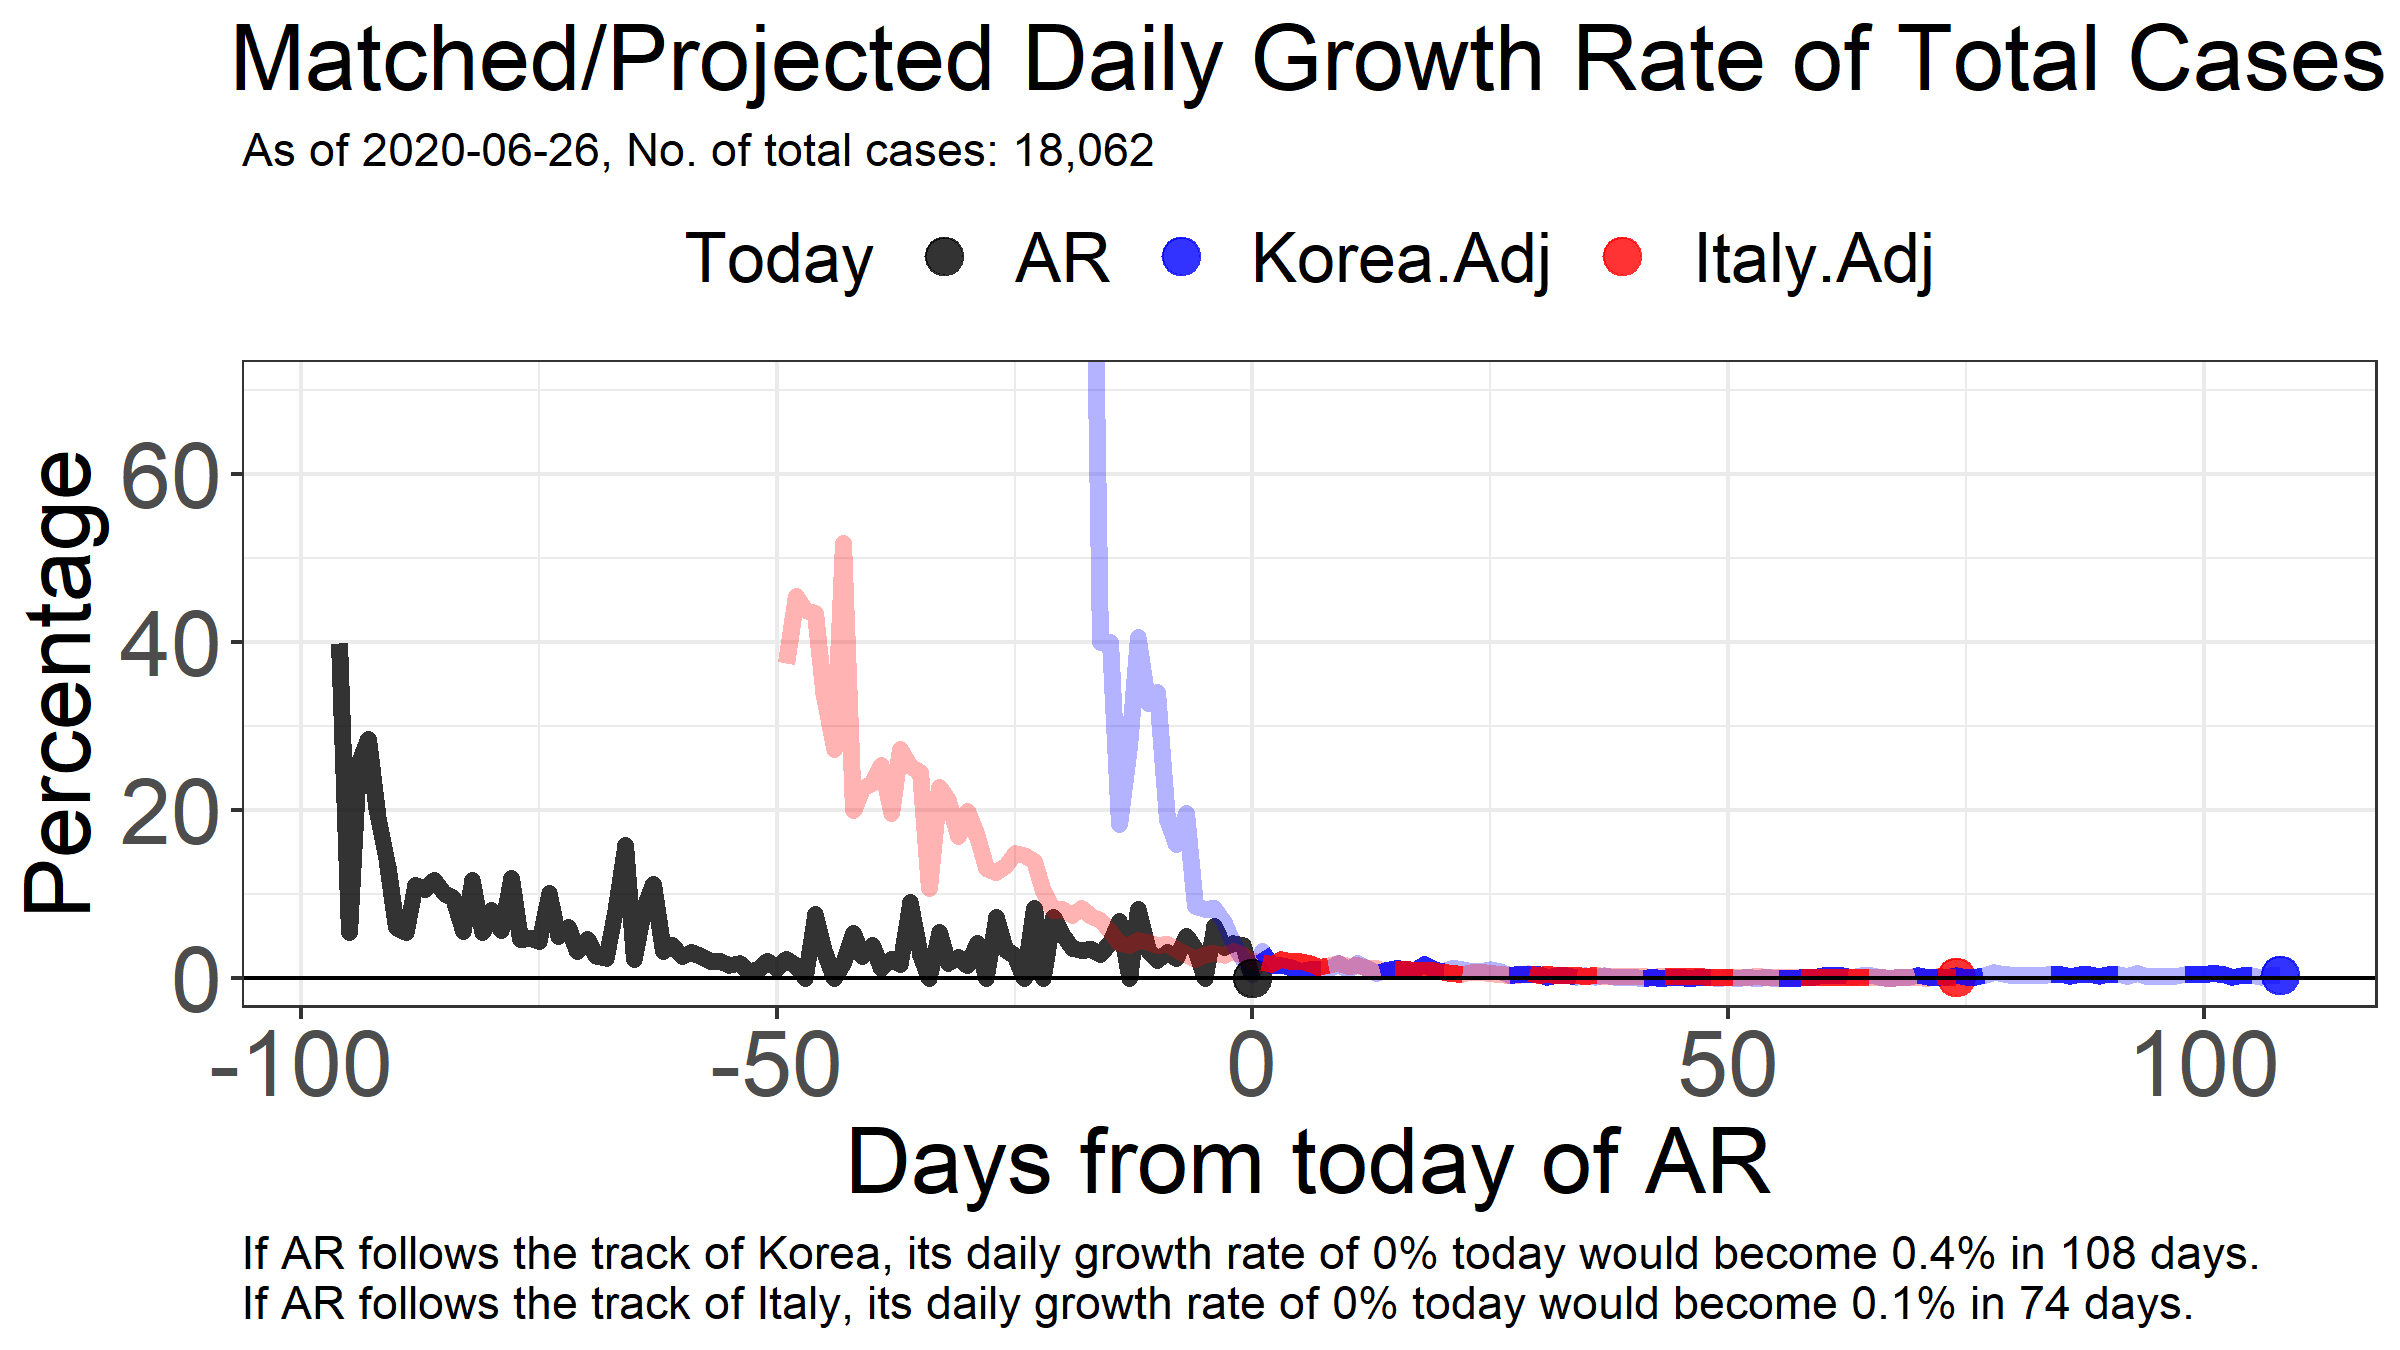 Matched/Projected Daily Growth Rate of Total Cases
As of 2020-06-26, No. of total cases: 18,062
Today AR Korea.Adj Italy.Adj
Percentage
60
40
20
0
-100 -50 0 50 100
Days from today of AR
If AR follows the track of Korea, its daily growth rate of 0% today would become 0.4% in 108 days.
If AR follows the track of Italy, its daily growth rate of 0% today would become 0.1% in 74 days.